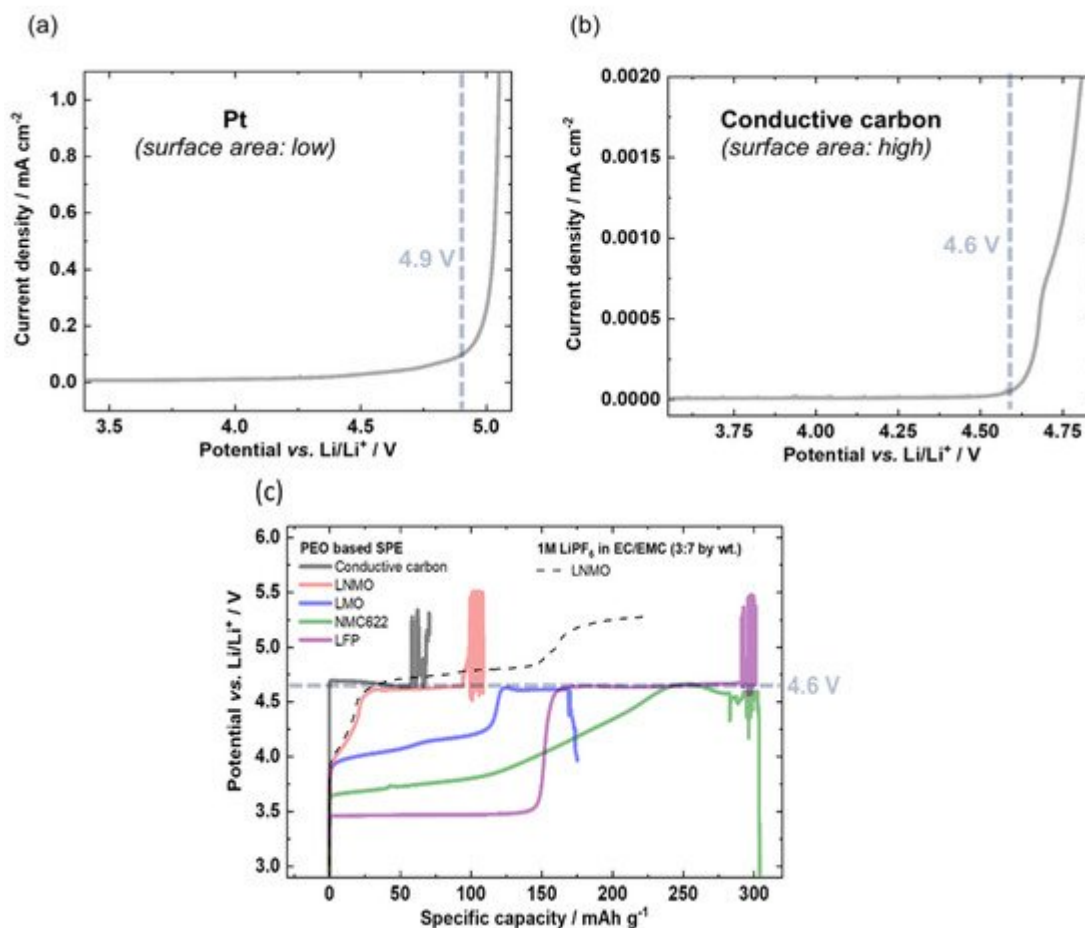 (a)
Pt
(surface area: low)
4.9 V
Current density / mA cm⁻²
1.0
0.8
0.6
0.4
0.2
0.0
3.5
4.0
4.5
5.0
Potential vs. Li/Li⁺ / V
(b)
Conductive carbon
(surface area: high)
4.6 V
Current density / mA cm⁻²
0.0020
0.0015
0.0010
0.0005
0.0000
3.75
4.00
4.25
4.50
4.75
Potential vs. Li/Li⁺ / V
(c)
PEO based SPE
Conductive carbon
LNMO
LMO
NMC622
LFP
1M LiPF₆ in EC/EMC (3:7 by wt.)
LNMO
4.6 V
Potential vs. Li/Li⁺ / V
6.0
5.5
5.0
4.5
4.0
3.5
3.0
0
50
100
150
200
250
300
Specific capacity / mAh g⁻¹